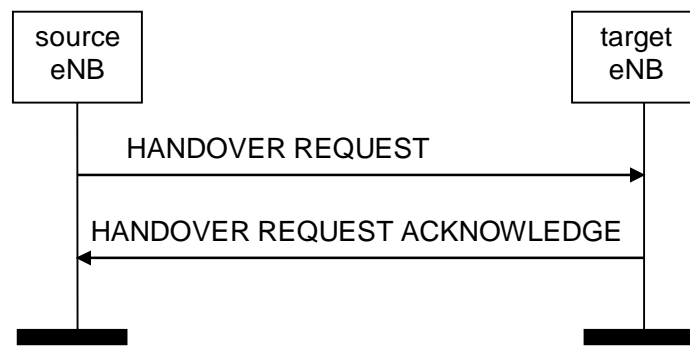 source
eNB
target
eNB
HANDOVER REQUEST
HANDOVER REQUEST ACKNOWLEDGE